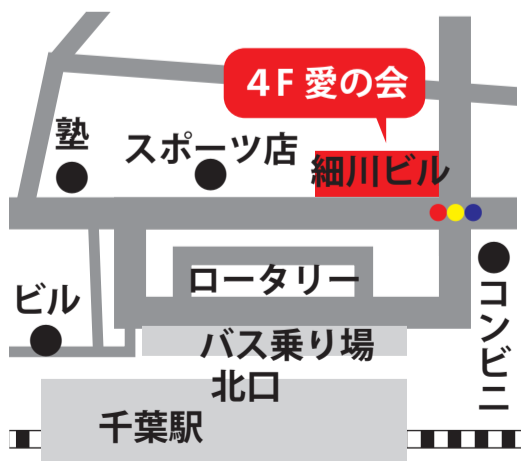 4F 愛の会
塾
スポーツ店
細川ビル
ロータリー
ビル
コンビニ
バス乗り場
北口
千葉駅